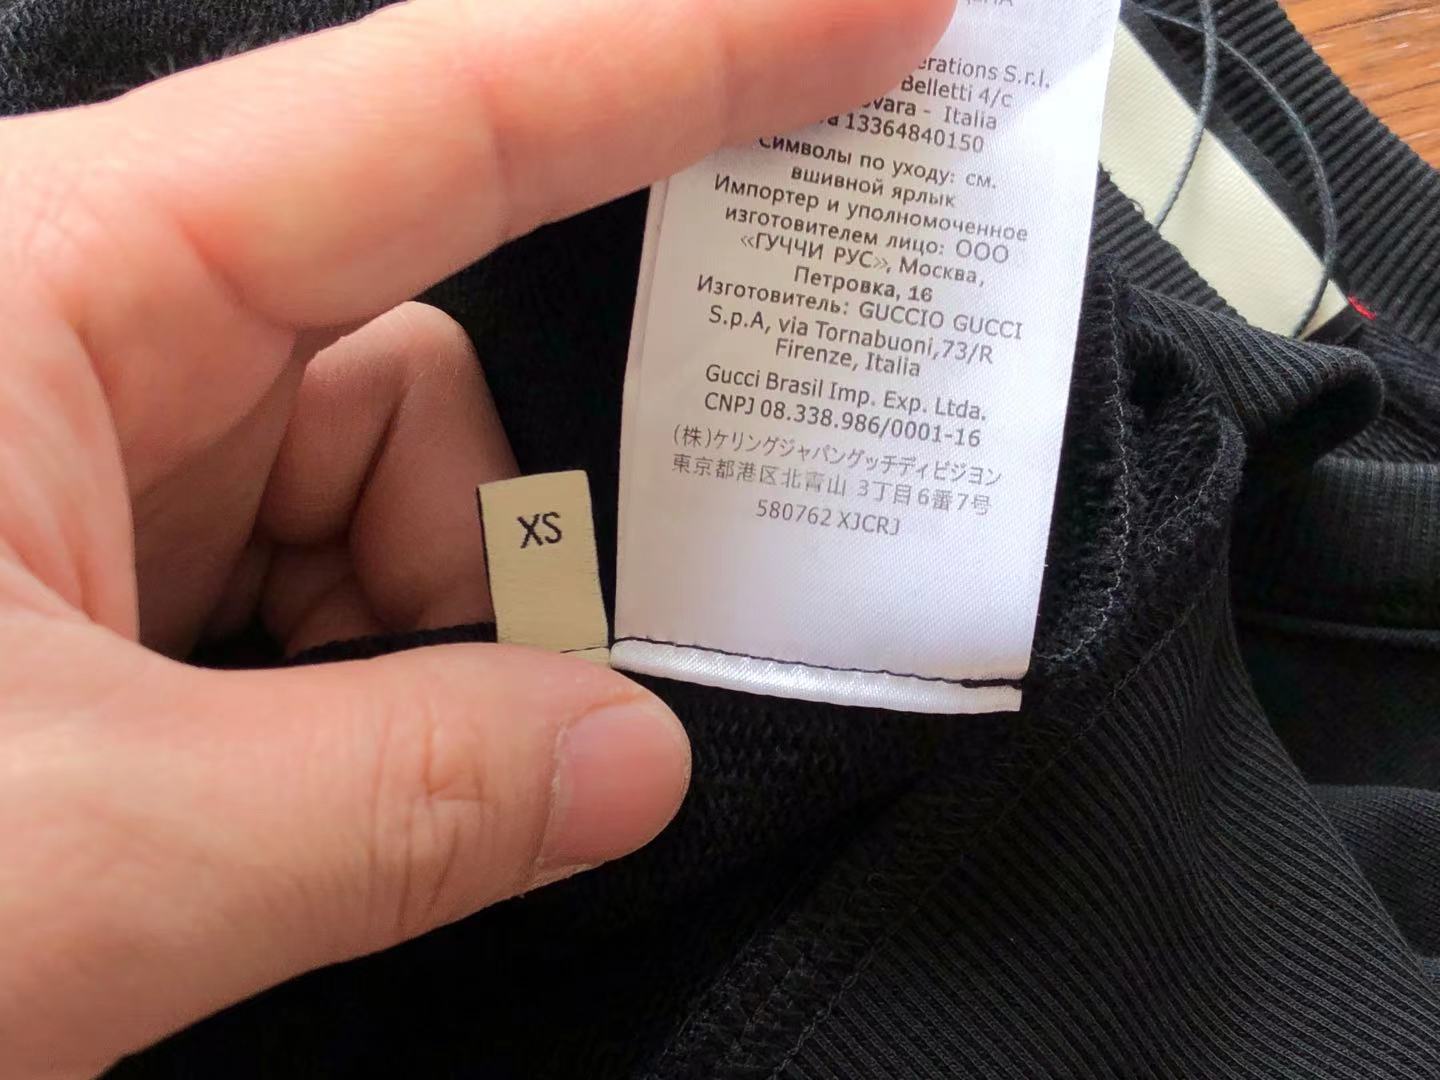 erations S.r.l.
Belletti 4/c
vara - Italia
a 13364840150
Символы по уходу: см.
вшивной ярлык
Импортер и уполномоченное
изготовителем лицо: ООО
«ГУЧЧИ РУС», Москва,
Петровка, 16
Изготовитель: GUCCIO GUCCI
S.p.A, via Tornabuoni,73/R
Firenze, Italia
Gucci Brasil Imp. Exp. Ltda.
CNPJ 08.338.986/0001-16
(株)ケリングジャパングッチディビジョン
東京都港区北青山 3丁目6番7号
580762 XJCRJ
XS